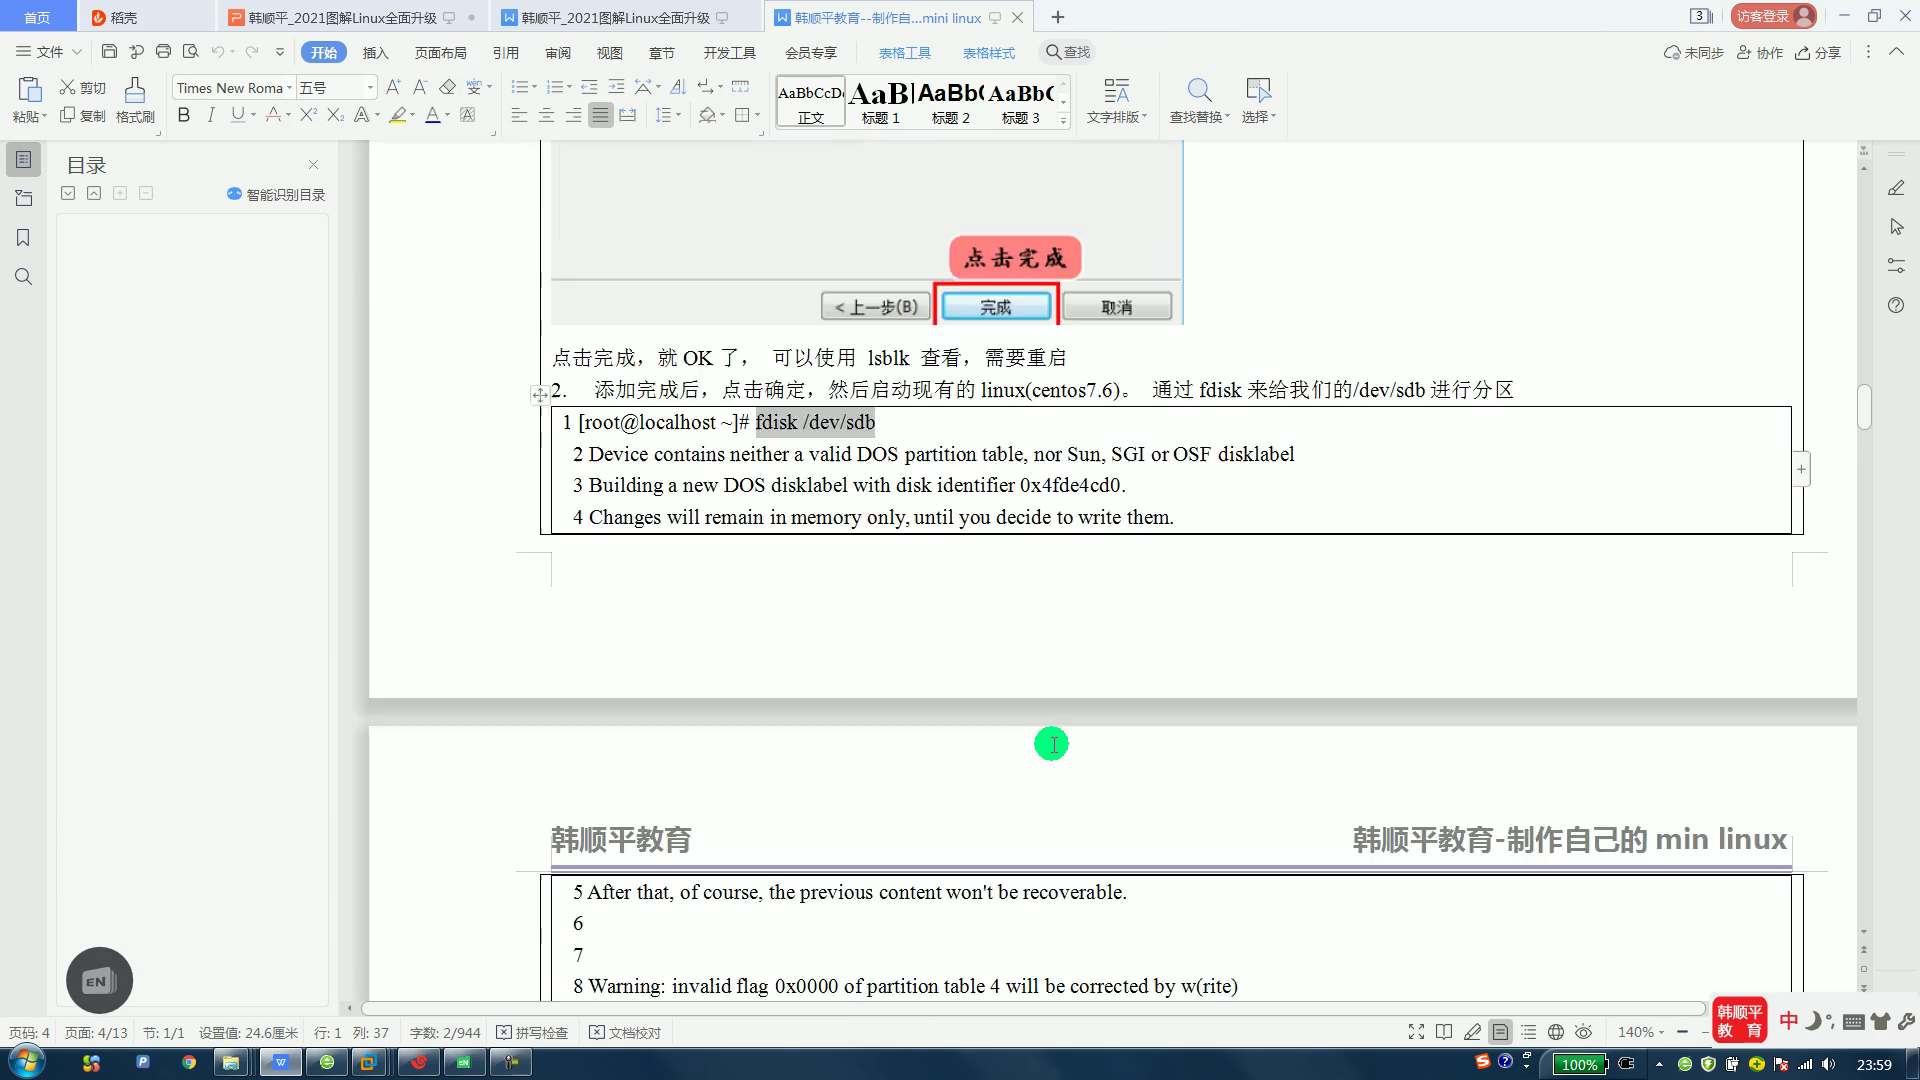 首页
稻壳
韩顺平_2021图解Linux全面升级
韩顺平_2021图解Linux全面升级
韩顺平教育--制作自...mini linux
3
访客登录
文件
开始
插入
页面布局
引用
审阅
视图
章节
开发工具
会员专享
表格工具
表格样式
查找
未同步
协作
分享
粘贴
剪切
复制
格式刷
Times New Roma
五号
AaBbCcDd
正文
AaBb
标题 1
AaBb(
标题 2
AaBbC
标题 3
文字排版
查找替换
选择
目录
智能识别目录
点击完成
< 上一步(B)
完成
取消
点击完成，就 OK 了， 可以使用 lsblk 查看，需要重启
2. 添加完成后，点击确定，然后启动现有的 linux(centos7.6)。 通过 fdisk 来给我们的/dev/sdb 进行分区
1 [root@localhost ~]# fdisk /dev/sdb
2 Device contains neither a valid DOS partition table, nor Sun, SGI or OSF disklabel
3 Building a new DOS disklabel with disk identifier 0x4fde4cd0.
4 Changes will remain in memory only, until you decide to write them.
韩顺平教育
韩顺平教育-制作自己的 min linux
5 After that, of course, the previous content won't be recoverable.
6
7
8 Warning: invalid flag 0x0000 of partition table 4 will be corrected by w(rite)
EN
页码: 4
页面: 4/13
节: 1/1
设置值: 24.6厘米
行: 1
列: 37
字数: 2/944
拼写检查
文档校对
140%
韩顺平
教 育
中
100%
23:59